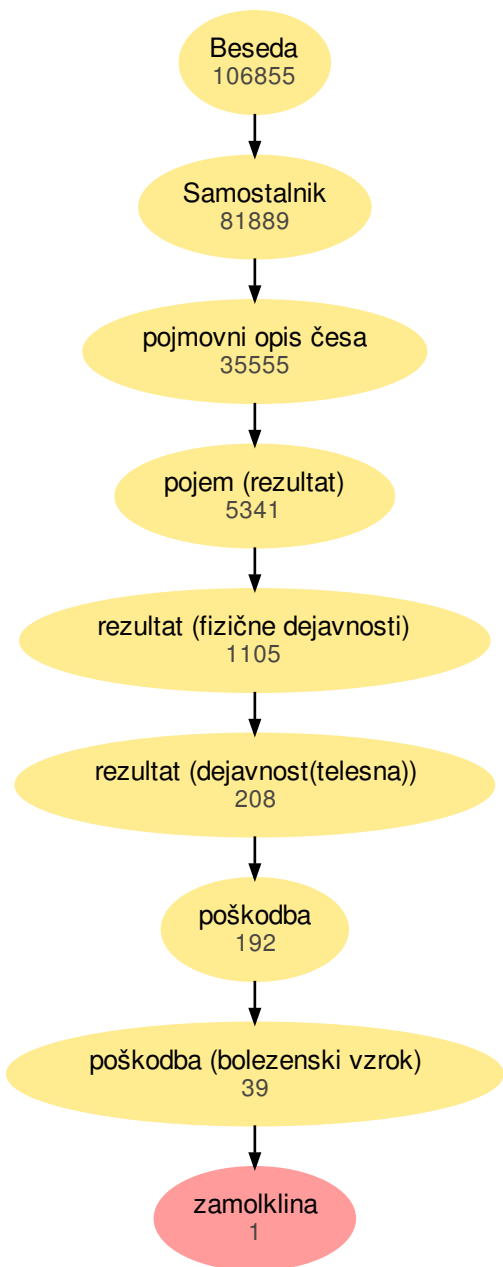 Beseda
106855
Samostalnik
81889
pojmovni opis česa
35555
pojem (rezultat)
5341
rezultat (fizične dejavnosti)
1105
rezultat (dejavnost(telesna))
208
poškodba
192
poškodba (bolezenski vzrok)
39
zamolklina
1